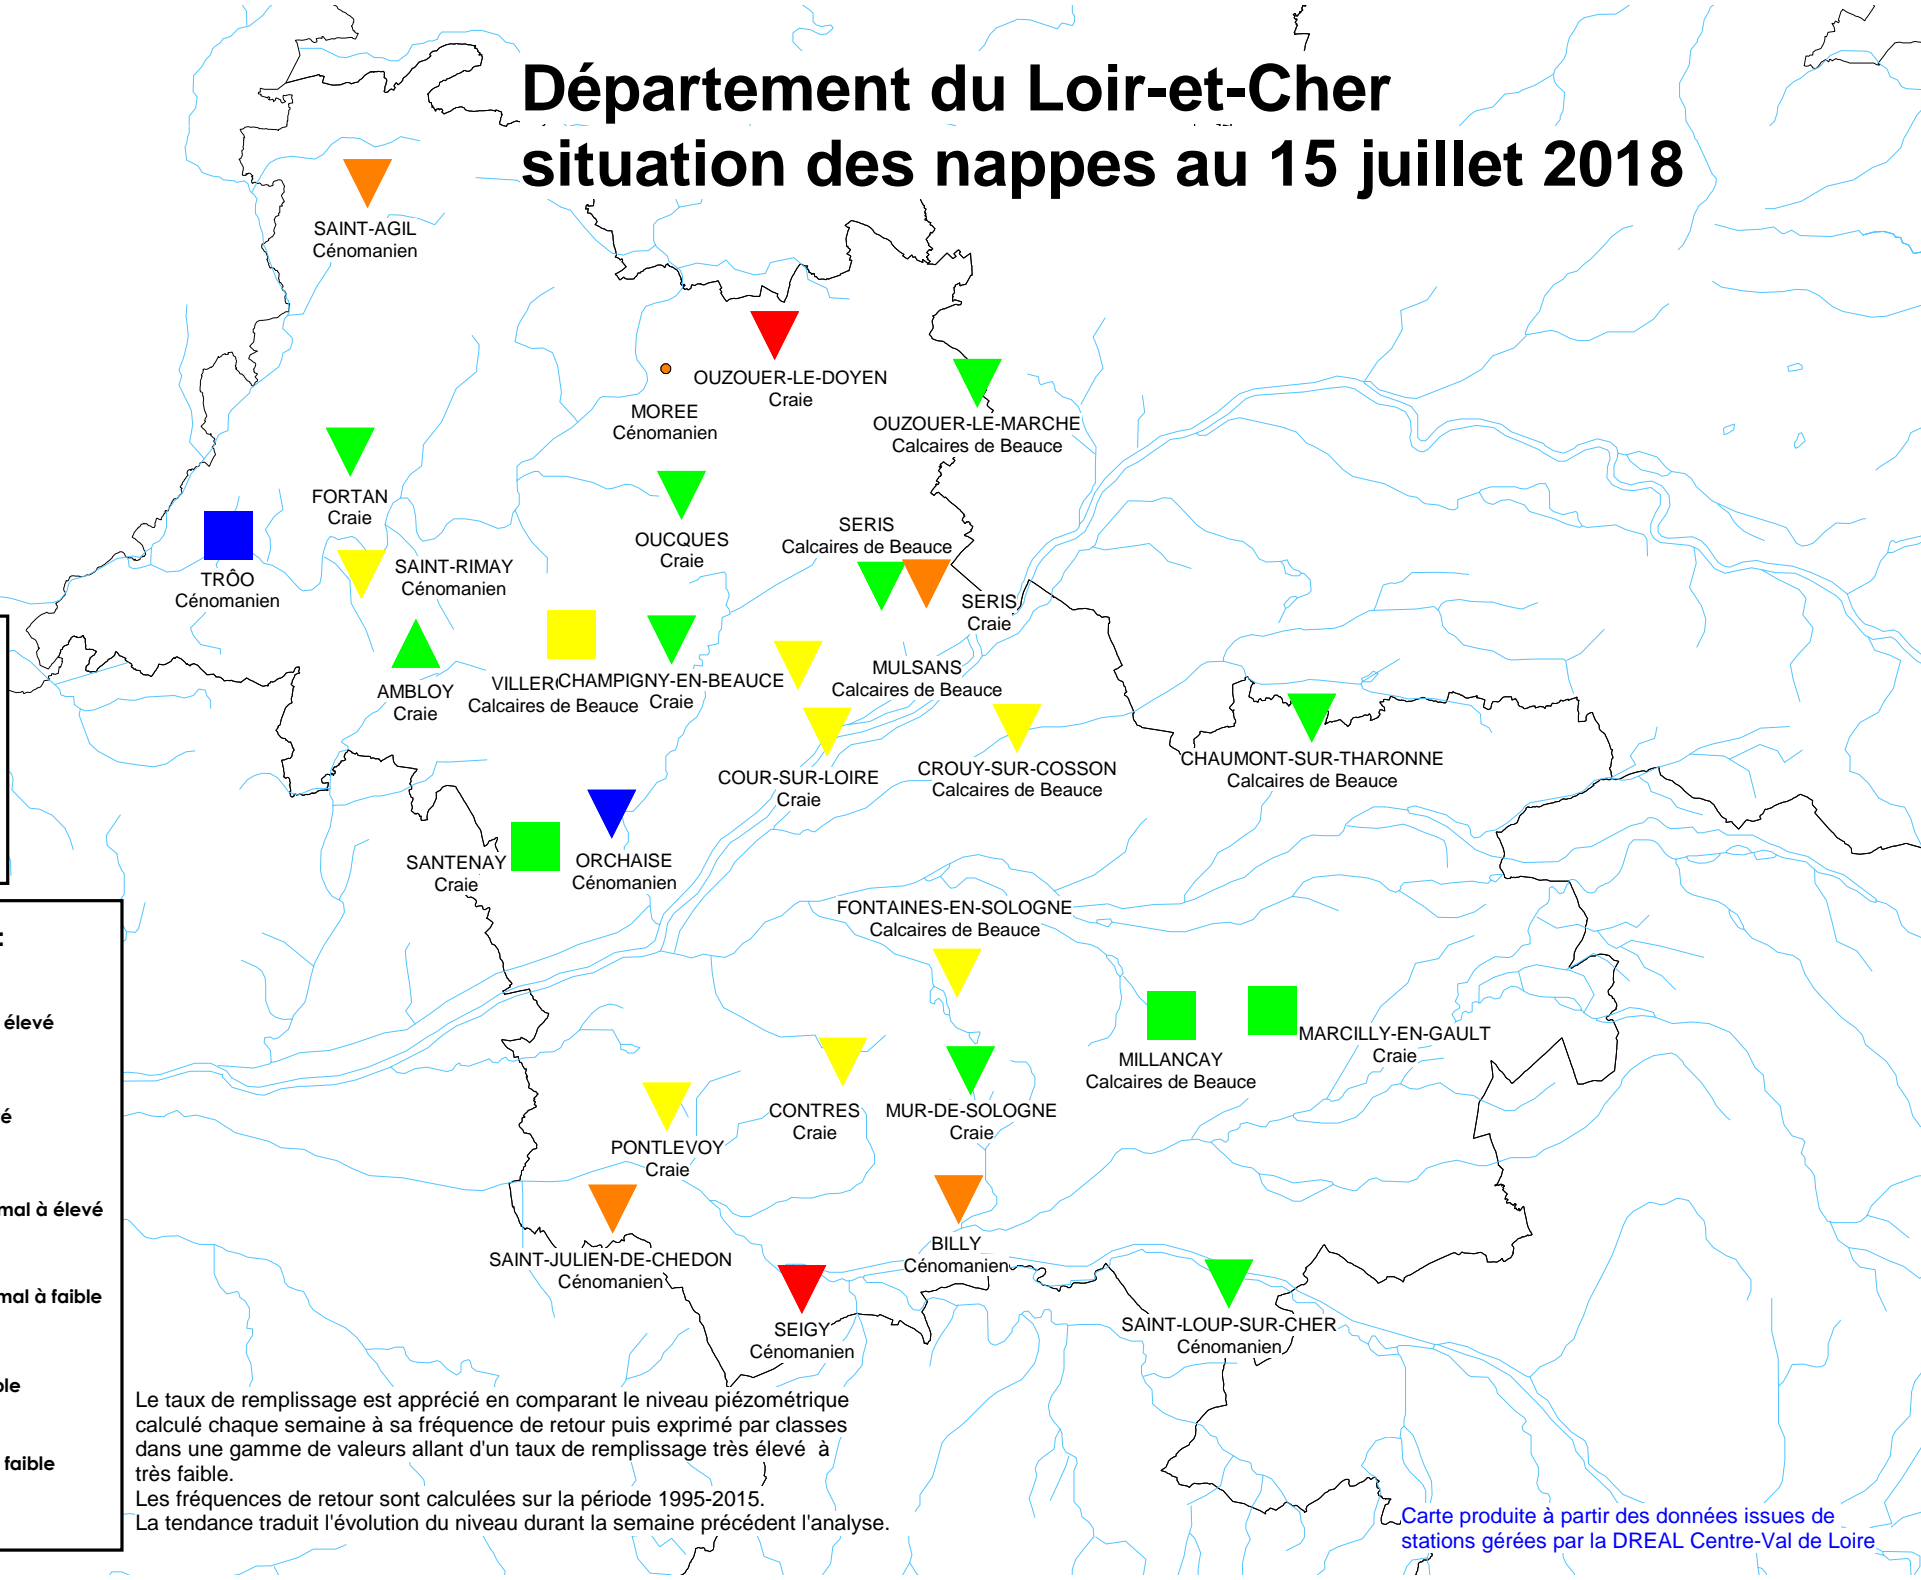 Département du Loir-et-Cher
situation des nappes au 15 juillet 2018
SAINT-AGIL
Cénomanien
OUZOUER-LE-DOYEN
Craie
MOREE
Cénomanien
OUZOUER-LE-MARCHE
Calcaires de Beauce
FORTAN
Craie
OUCQUES
Craie
SERIS
Calcaires de Beauce
TRÔO
Cénomanien
SAINT-RIMAY
Cénomanien
SERIS
Craie
AMBLOY
Craie
CHAMPIGNY-EN-BEAUCE
Craie
Calcaires de Beauce
MULSANS
Calcaires de Beauce
COUR-SUR-LOIRE
Craie
CROUY-SUR-COSSON
Calcaires de Beauce
CHAUMONT-SUR-THARONNE
Calcaires de Beauce
SANTENAY
Craie
ORCHAISE
Cénomanien
FONTAINES-EN-SOLOGNE
Calcaires de Beauce
MILLANCAY
Calcaires de Beauce
MARCILLY-EN-GAULT
Craie
CONTRES
Craie
MUR-DE-SOLOGNE
Craie
PONTLEVOY
Craie
SAINT-JULIEN-DE-CHEDON
Cénomanien
BILLY
Cénomanien
SEIGY
Cénomanien
SAINT-LOUP-SUR-CHER
Cénomanien
:
élevé
mal à élevé
mal à faible
faible
Le taux de remplissage est apprécié en comparant le niveau piézométrique
calculé chaque semaine à sa fréquence de retour puis exprimé par classes
dans une gamme de valeurs allant d'un taux de remplissage très élevé à
très faible.
Les fréquences de retour sont calculées sur la période 1995-2015.
La tendance traduit l'évolution du niveau durant la semaine précédent l'analyse.
Carte produite à partir des données issues de
stations gérées par la DREAL Centre-Val de Loire